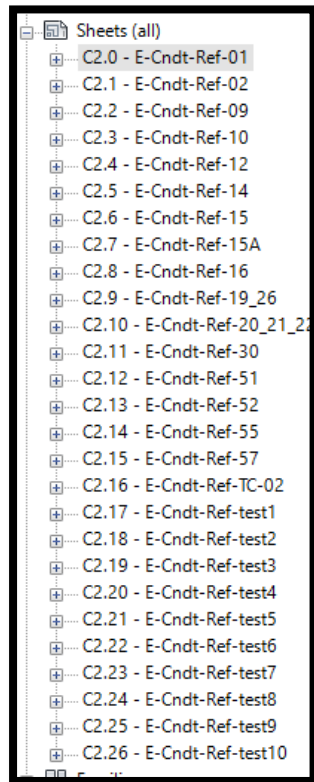 Sheets (all)
C2.0 - E-Cndt-Ref-01
C2.1 - E-Cndt-Ref-02
C2.2 - E-Cndt-Ref-09
C2.3 - E-Cndt-Ref-10
C2.4 - E-Cndt-Ref-12
C2.5 - E-Cndt-Ref-14
C2.6 - E-Cndt-Ref-15
C2.7 - E-Cndt-Ref-15A
C2.8 - E-Cndt-Ref-16
C2.9 - E-Cndt-Ref-19_26
C2.10 - E-Cndt-Ref-20_21_22
C2.11 - E-Cndt-Ref-30
C2.12 - E-Cndt-Ref-51
C2.13 - E-Cndt-Ref-52
C2.14 - E-Cndt-Ref-55
C2.15 - E-Cndt-Ref-57
C2.16 - E-Cndt-Ref-TC-02
C2.17 - E-Cndt-Ref-test1
C2.18 - E-Cndt-Ref-test2
C2.19 - E-Cndt-Ref-test3
C2.20 - E-Cndt-Ref-test4
C2.21 - E-Cndt-Ref-test5
C2.22 - E-Cndt-Ref-test6
C2.23 - E-Cndt-Ref-test7
C2.24 - E-Cndt-Ref-test8
C2.25 - E-Cndt-Ref-test9
C2.26 - E-Cndt-Ref-test10